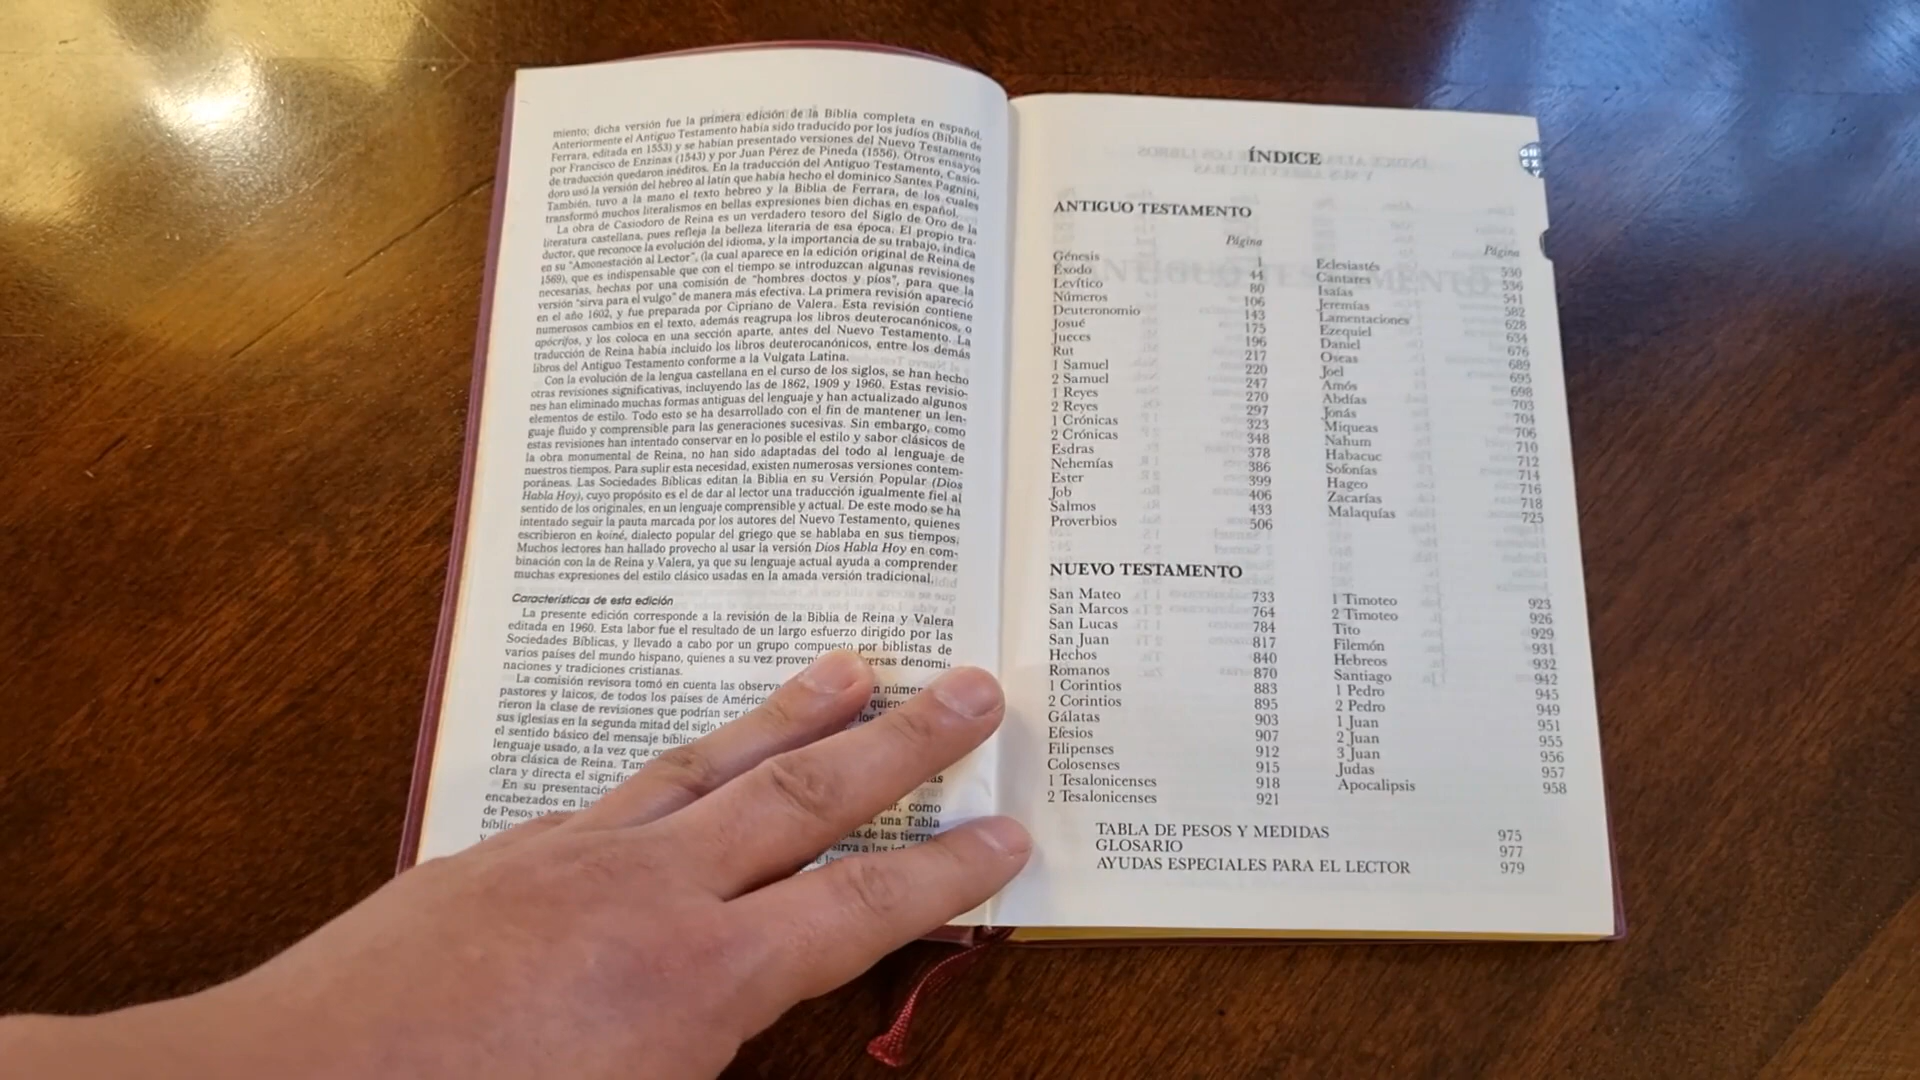 miento; dicha versión fue la primera edición de la Biblia completa en español.
Anteriormente el Antiguo Testamento había sido traducido por los judíos (Biblia de
Ferrara, editada en 1553) y se habían presentado versiones del Nuevo Testamento
por Francisco de Enzinas (1543) y por Juan Pérez de Pineda (1556). Otros ensayos
de traducción quedaron inéditos. En la traducción del Antiguo Testamento, Casio-
doro usó la versión del hebreo al latín que había hecho el dominico Santes Pagnini.
También, tuvo a la mano el texto hebreo y la Biblia de Ferrara, de los cuales
transformó muchos literalismos en bellas expresiones bien dichas en español.
La obra de Casiodoro de Reina es un verdadero tesoro del Siglo de Oro de la
literatura castellana, pues refleja la belleza literaria de esa época. El propio tra-
ductor, que reconoce la evolución del idioma, y la importancia de su trabajo, indica
en su "Amonestación al Lector", (la cual aparece en la edición original de Reina de
1569), que es indispensable que con el tiempo se introduzcan algunas revisiones
necesarias, hechas por una comisión de "hombres doctos y píos", para que la
versión "sirva para el vulgo" de manera más efectiva. La primera revisión apareció
en el año 1602, y fue preparada por Cipriano de Valera. Esta revisión contiene
numerosos cambios en el texto, además reagrupa los libros deuterocanónicos, o
apócrifos, y los coloca en una sección aparte, antes del Nuevo Testamento. La
traducción de Reina había incluido los libros deuterocanónicos, entre los demás
libros del Antiguo Testamento conforme a la Vulgata Latina.
Con la evolución de la lengua castellana en el curso de los siglos, se han hecho
otras revisiones significativas, incluyendo las de 1862, 1909 y 1960. Estas revisio-
nes han eliminado muchas formas antiguas del lenguaje y han actualizado algunos
elementos de estilo. Todo esto se ha desarrollado con el fin de mantener un len-
guaje fluido y comprensible para las generaciones sucesivas. Sin embargo, como
estas revisiones han intentado conservar en lo posible el estilo y sabor clásicos de
la obra monumental de Reina, no han sido adaptadas del todo al lenguaje de
nuestros tiempos. Para suplir esta necesidad, existen numerosas versiones contem-
poráneas. Las Sociedades Bíblicas editan la Biblia en su Versión Popular (Dios
Habla Hoy), cuyo propósito es el de dar al lector una traducción igualmente fiel al
sentido de los originales, en un lenguaje comprensible y actual. De este modo se ha
intentado seguir la pauta marcada por los autores del Nuevo Testamento, quienes
escribieron en koiné, dialecto popular del griego que se hablaba en sus tiempos.
Muchos lectores han hallado provecho al usar la versión Dios Habla Hoy en com-
binación con la de Reina y Valera, ya que su lenguaje actual ayuda a comprender
muchas expresiones del estilo clásico usadas en la amada versión tradicional.
Características de esta edición
La presente edición corresponde a la revisión de la Biblia de Reina y Valera
editada en 1960. Esta labor fue el resultado de un largo esfuerzo dirigido por las
Sociedades Bíblicas, y llevado a cabo por un grupo compuesto por biblistas de
varios países del mundo hispano, quienes a su vez denomi-
naciones y tradiciones cristianas.
La comisión revisora tomó en cuenta las
pastores y laicos, de todos los países de
rieron la clase de revisiones que podrían ser
sus iglesias en la segunda mitad del siglo
el sentido básico del mensaje
lenguaje usado, a la vez que
obra clásica de Reina.
clara y directa el
En su como
encabezados en una Tabla
de Pesos y de las
sirva a las
ÍNDICE
ANTIGUO TESTAMENTO
Página
Génesis 1
Éxodo 44
Levítico 80
Números 106
Deuteronomio 143
Josué 175
Jueces 196
Rut 217
1 Samuel 220
2 Samuel 247
1 Reyes 270
2 Reyes 297
1 Crónicas 323
2 Crónicas 348
Esdras 378
Nehemías 386
Ester 399
Job 406
Salmos 433
Proverbios 506
Página
Eclesiastés 530
Cantares 536
Isaías 541
Jeremías 582
Lamentaciones 628
Ezequiel 634
Daniel 676
Oseas 689
Joel 695
Amós 698
Abdías 703
Jonás 704
Miqueas 706
Nahum 710
Habacuc 712
Sofonías 714
Hageo 716
Zacarías 718
Malaquías 725
NUEVO TESTAMENTO
San Mateo 733
San Marcos 764
San Lucas 784
San Juan 817
Hechos 840
Romanos 870
1 Corintios 883
2 Corintios 895
Gálatas 903
Efesios 907
Filipenses 912
Colosenses 915
1 Tesalonicenses 918
2 Tesalonicenses 921
1 Timoteo 923
2 Timoteo 926
Tito 929
Filemón 931
Hebreos 932
Santiago 942
1 Pedro 945
2 Pedro 949
1 Juan 951
2 Juan 955
3 Juan 956
Judas 957
Apocalipsis 958
TABLA DE PESOS Y MEDIDAS 975
GLOSARIO 977
AYUDAS ESPECIALES PARA EL LECTOR 979